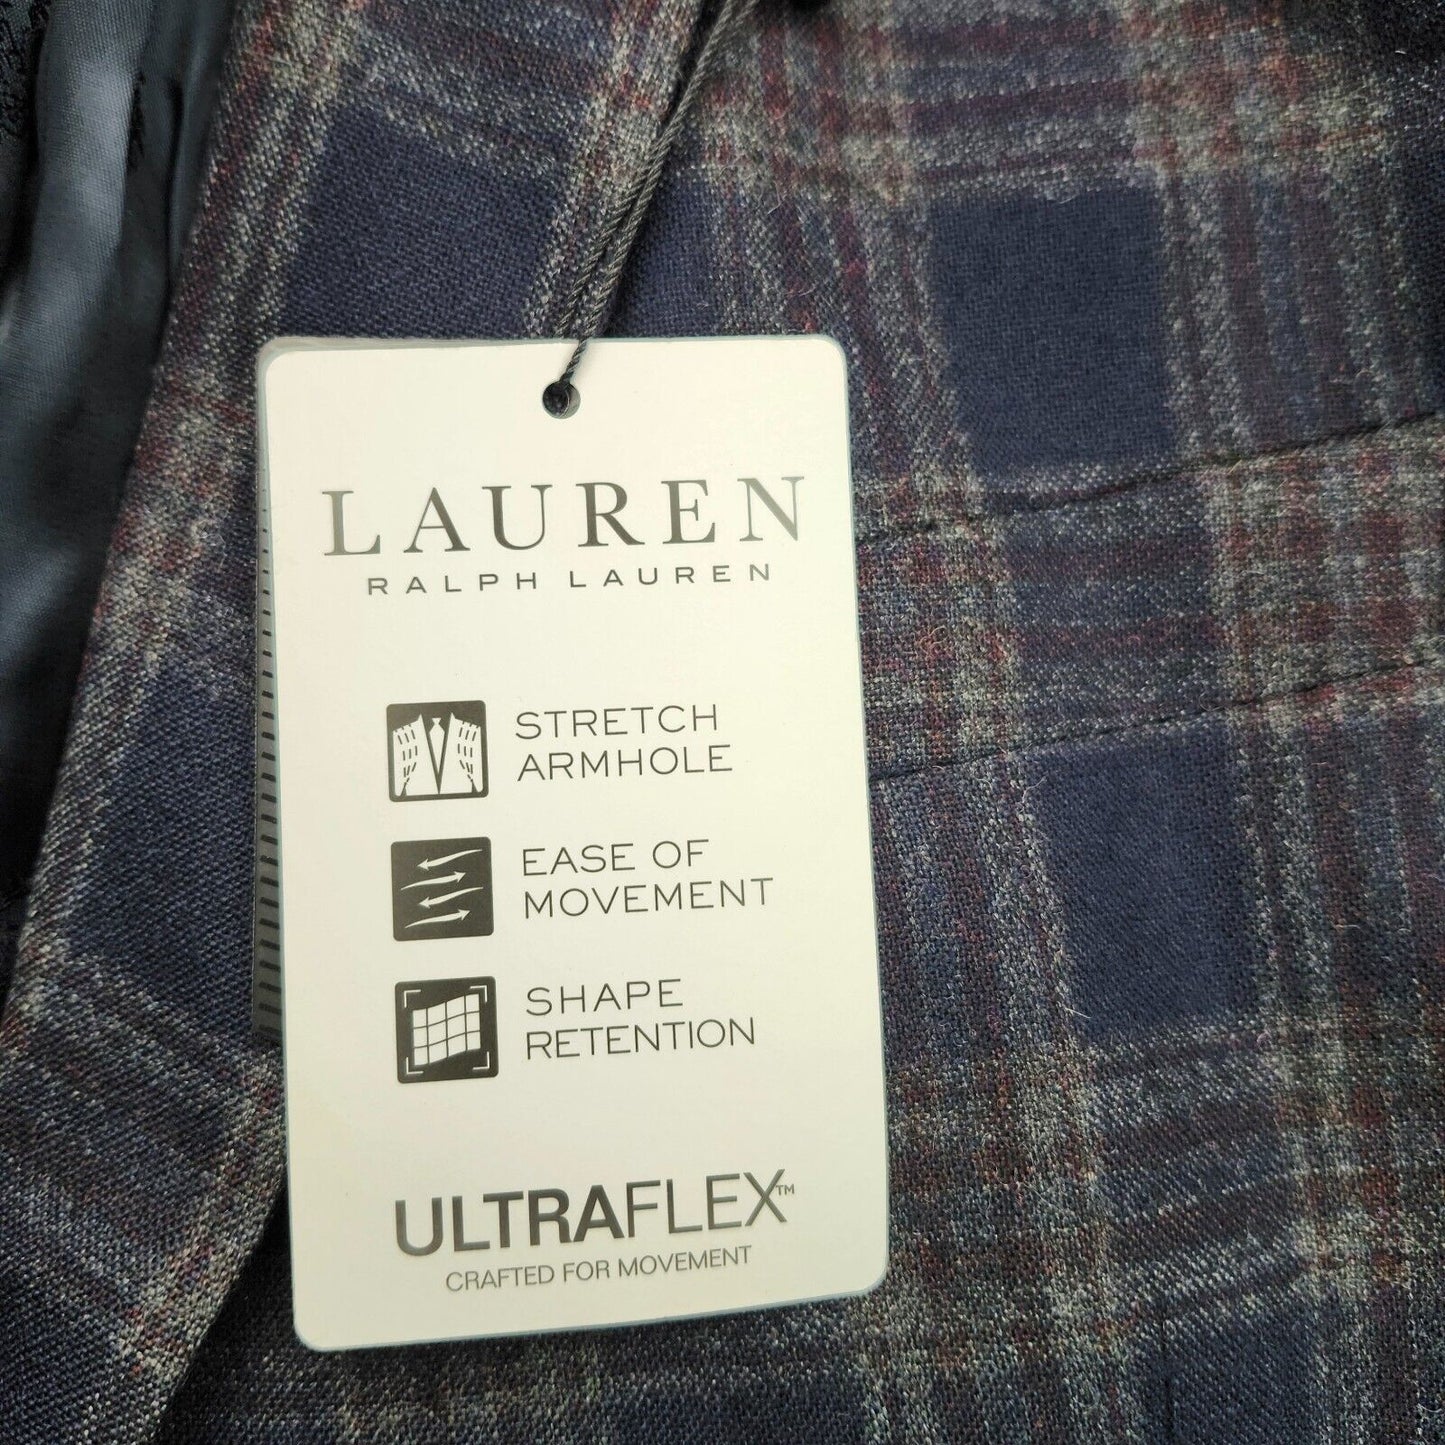 LAUREN
RALPH LAUREN
STRETCH
ARMHOLE
EASE OF
MOVEMENT
SHAPE
RETENTION
ULTRAFLEX™
CRAFTED FOR MOVEMENT